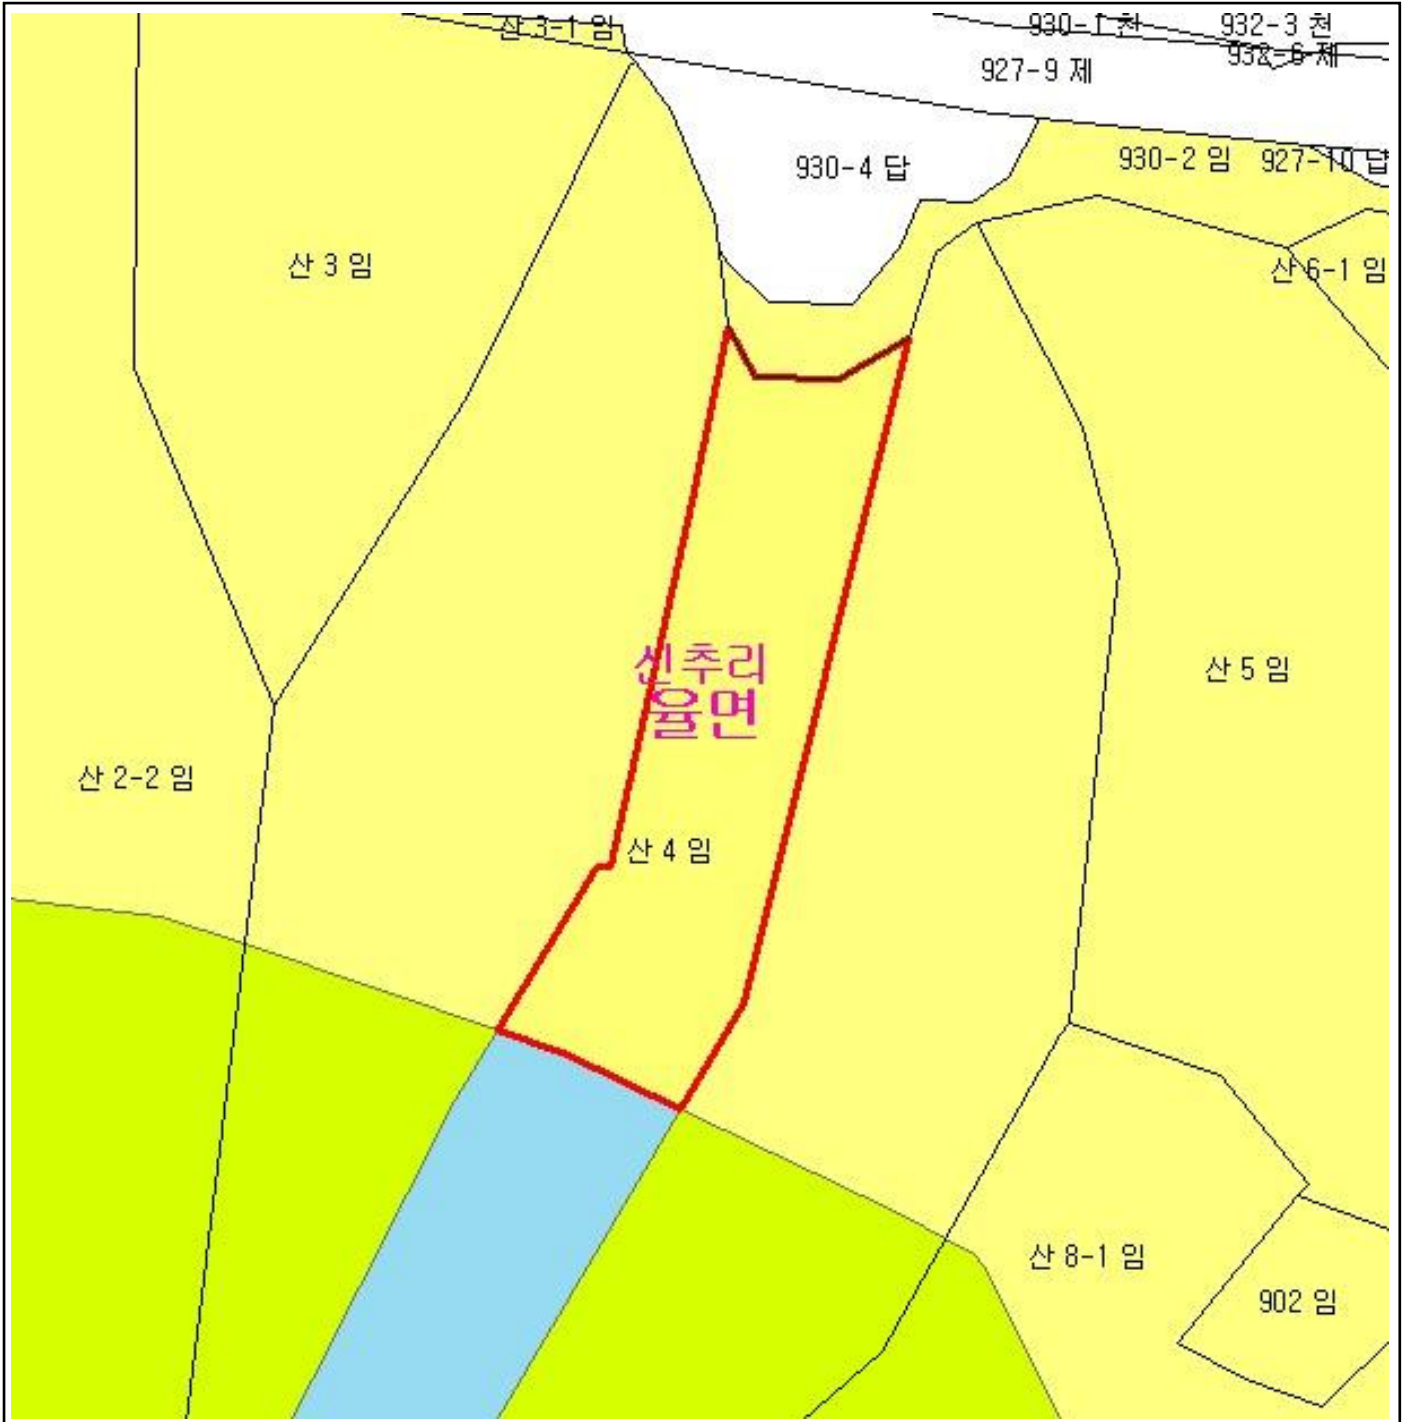 산 3-1 임
930-1 천
932-3 천
932-6 제
927-9 제
930-4 답
930-2 임
927-10 답
산 3 임
산 6-1 임
신추리
율면
산 5 임
산 2-2 임
산 4 임
산 8-1 임
902 임